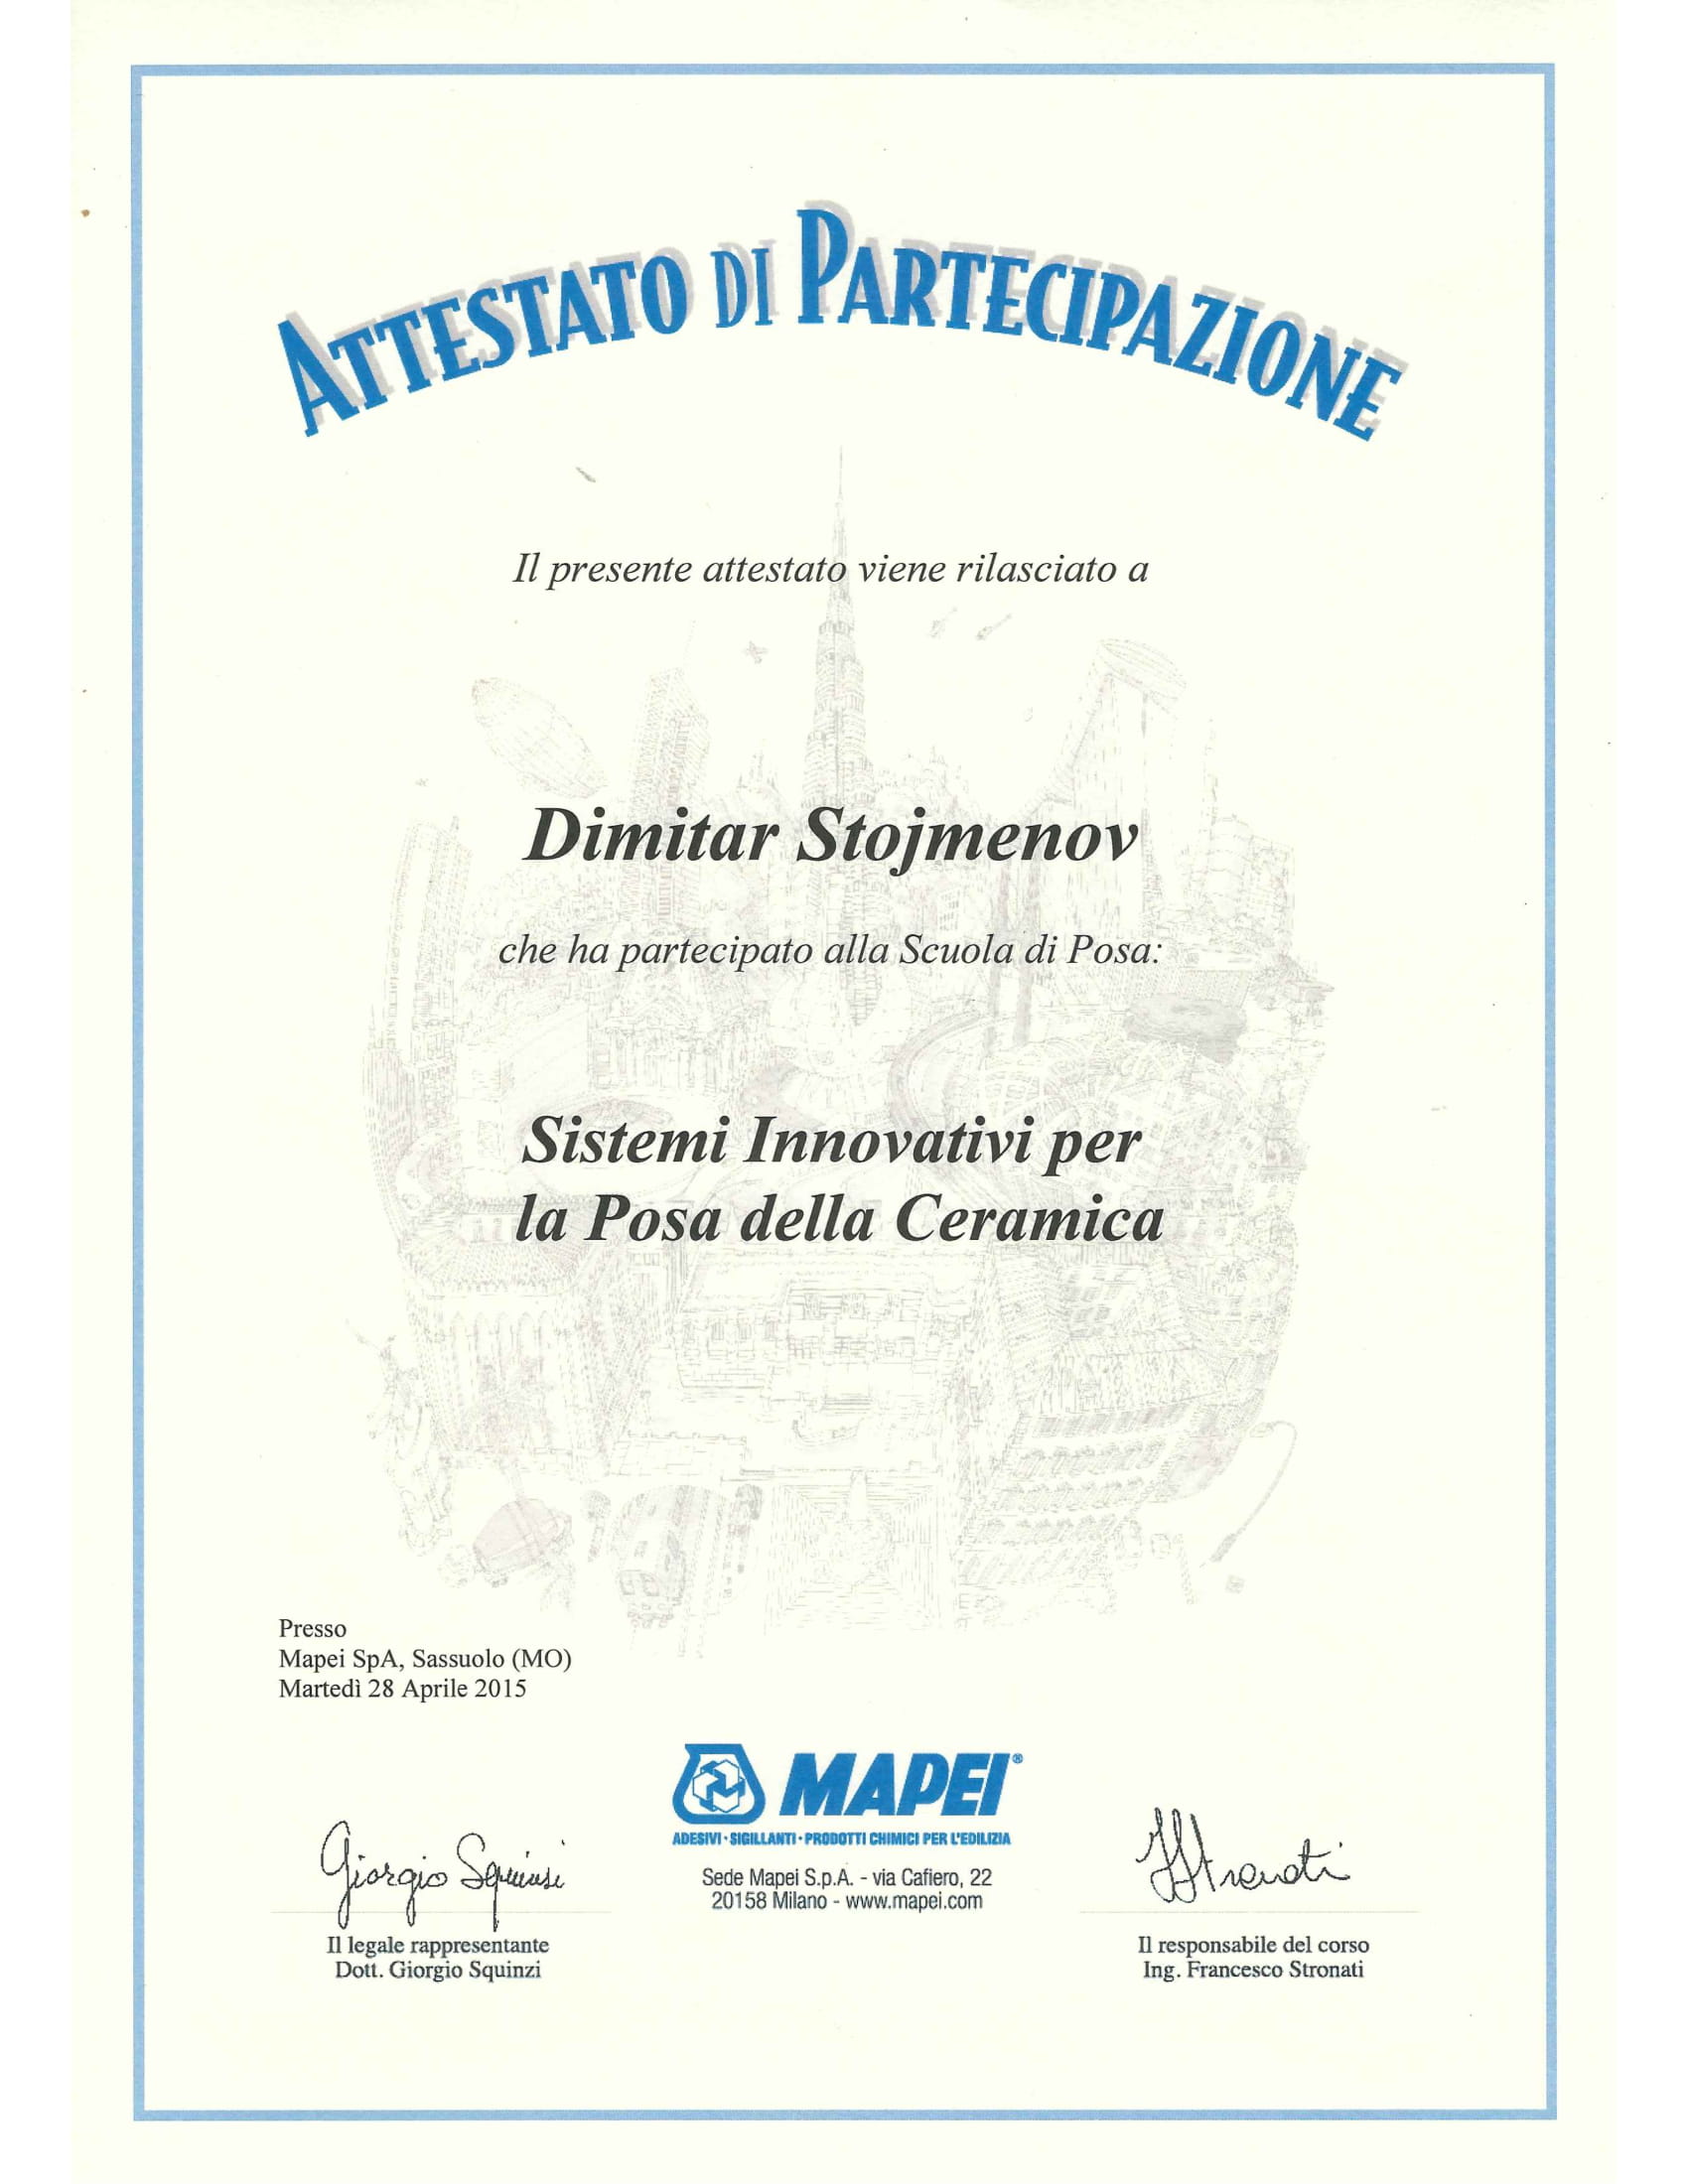 ATTESTATO DI PARTECIPAZIONE
Il presente attestato viene rilasciato a
Dimitar Stojmenov
che ha partecipato alla Scuola di Posa:
Sistemi Innovativi per
la Posa della Ceramica
Presso
Mapei SpA, Sassuolo (MO)
Martedì 28 Aprile 2015
MAPEI®
ADESIVI • SIGILLANTI • PRODOTTI CHIMICI PER L'EDILIZIA
Sede Mapei S.p.A. - via Cafiero, 22
20158 Milano - www.mapei.com
Giorgio Squinzi
Il legale rappresentante
Dott. Giorgio Squinzi
FStronati
Il responsabile del corso
Ing. Francesco Stronati